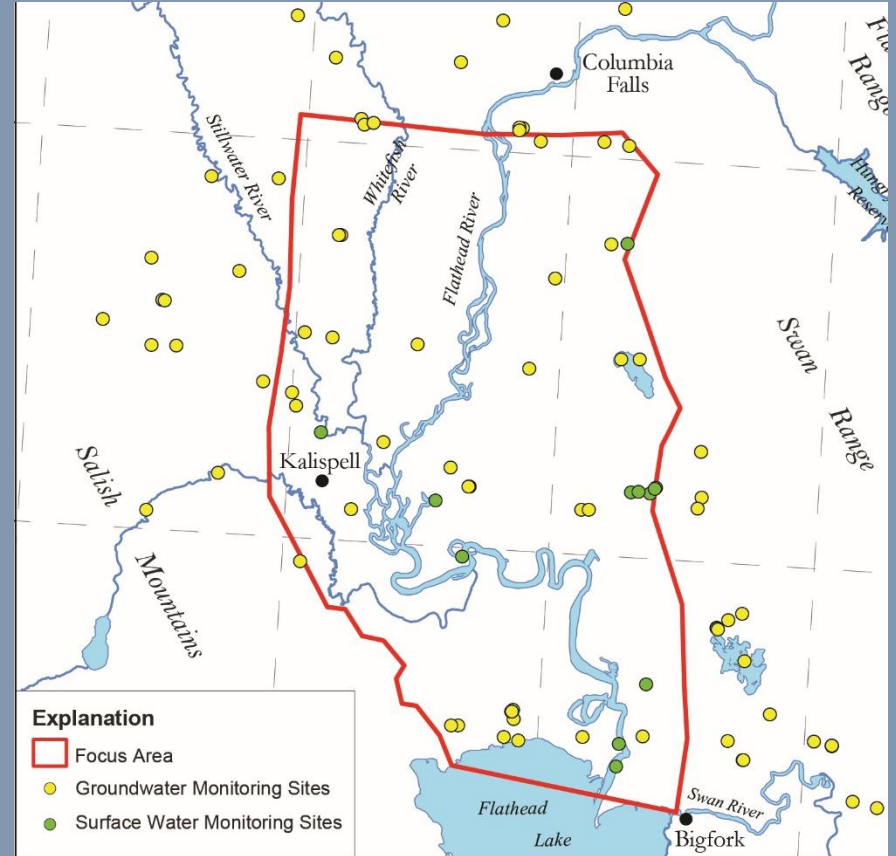 Columbia
Falls
Range
Stillwater River
Whitefish
River
Flathead River
Swan
Range
Kalispell
Salish
Mountains
Explanation
Focus Area
Groundwater Monitoring Sites
Surface Water Monitoring Sites
Flathead
Lake
Swan River
Bigfork